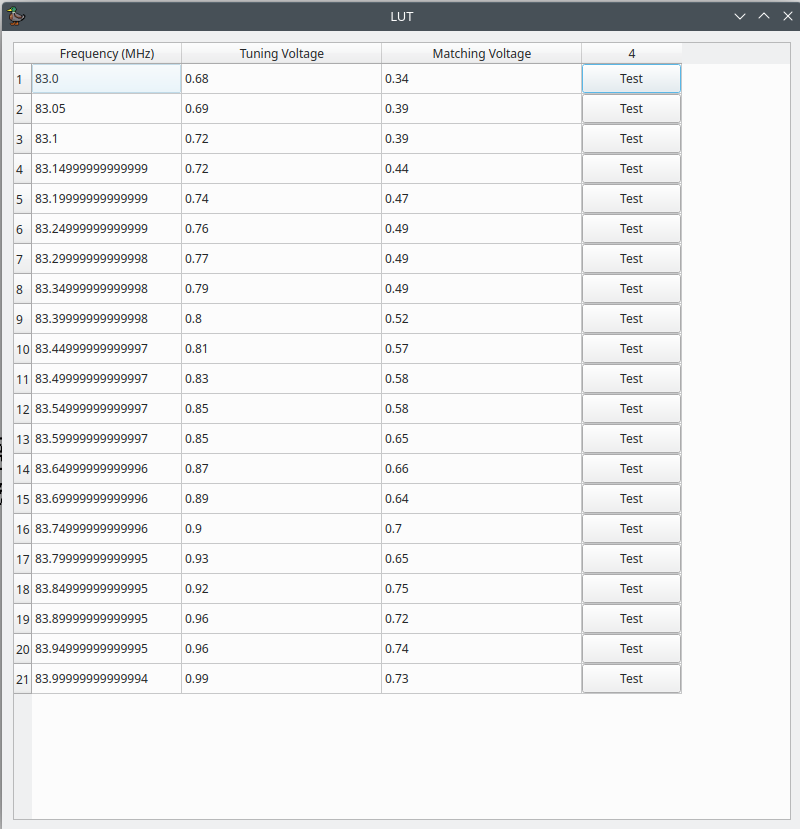 LUT
Frequency (MHz) Tuning Voltage Matching Voltage 4
1 83.0 0.68 0.34 Test
2 83.05 0.69 0.39 Test
3 83.1 0.72 0.39 Test
4 83.14999999999999 0.72 0.44 Test
5 83.19999999999999 0.74 0.47 Test
6 83.24999999999999 0.76 0.49 Test
7 83.29999999999998 0.77 0.49 Test
8 83.34999999999998 0.79 0.49 Test
9 83.39999999999998 0.8 0.52 Test
10 83.44999999999997 0.81 0.57 Test
11 83.49999999999997 0.83 0.58 Test
12 83.54999999999997 0.85 0.58 Test
13 83.59999999999997 0.85 0.65 Test
14 83.64999999999996 0.87 0.66 Test
15 83.69999999999996 0.89 0.64 Test
16 83.74999999999996 0.9 0.7 Test
17 83.79999999999995 0.93 0.65 Test
18 83.84999999999995 0.92 0.75 Test
19 83.89999999999995 0.96 0.72 Test
20 83.94999999999995 0.96 0.74 Test
21 83.99999999999994 0.99 0.73 Test